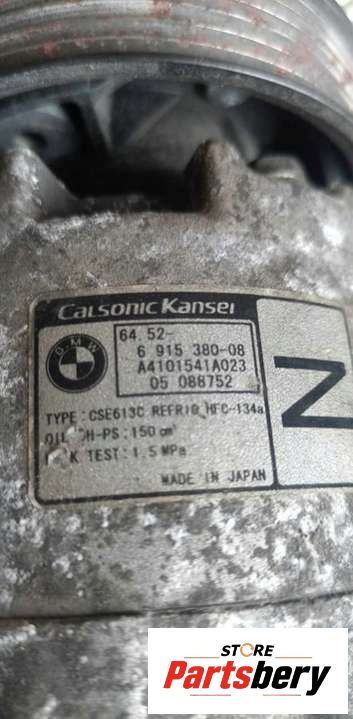 Calsonic Kansei
BMW
64.52-
6 915 380-08
A4101541A023
05 088752
TYPE : CSE613C REFRIG HFC-134a
OIL H-PS: 150 cm³
K TEST: 1.5 MPa
MADE IN JAPAN
Z
STORE
Partsbery